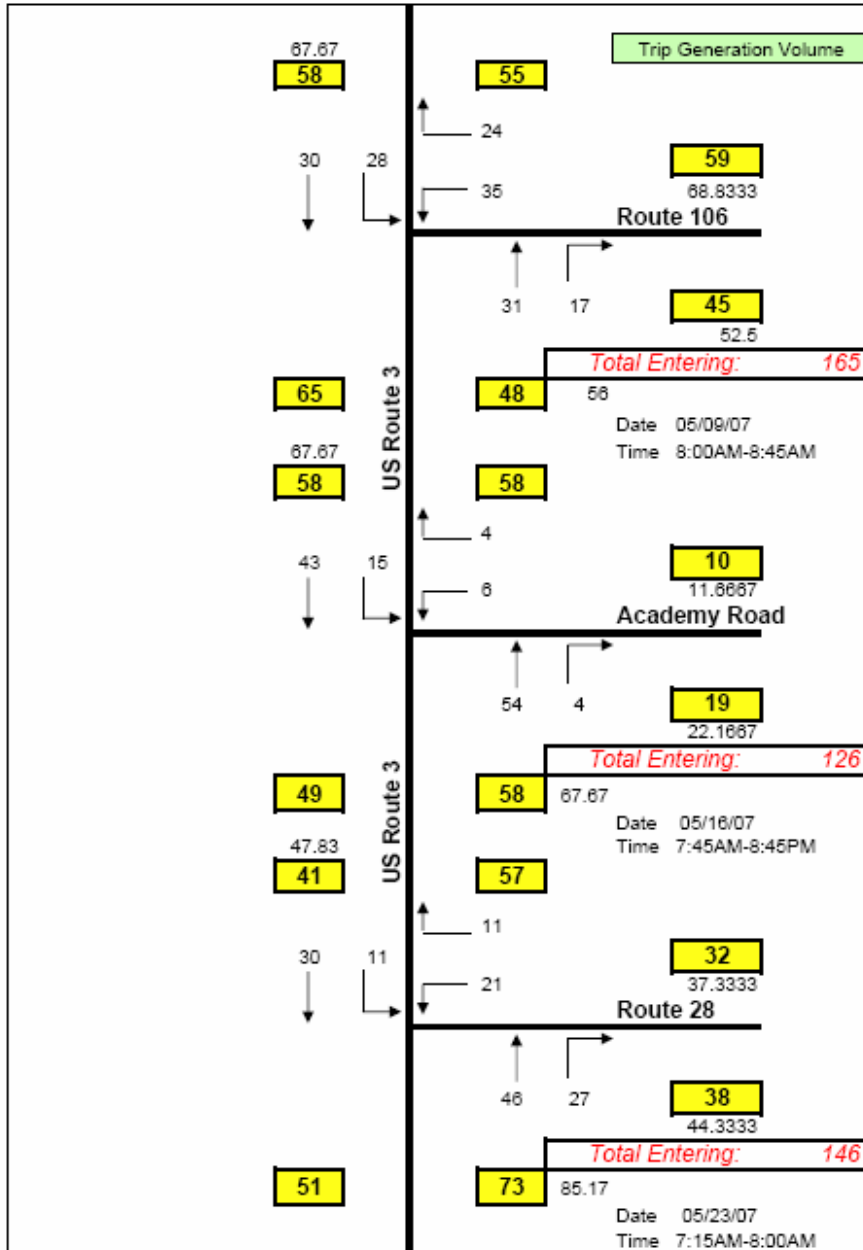 67.67
Trip Generation Volume
58 55
24
30 28 59
35 68.8333
Route 106
31 17 45
52.5
Total Entering: 165
65 48 56
US Route 3
Date 05/09/07
67.67 Time 8:00AM-8:45AM
58 58
4
43 15 10
6 11.6667
Academy Road
54 4 19
22.1667
Total Entering: 126
49 58 67.67
US Route 3
Date 05/16/07
47.83 Time 7:45AM-8:45PM
41 57
11
30 11 32
21 37.3333
Route 28
46 27 38
44.3333
Total Entering: 146
51 73 85.17
Date 05/23/07
Time 7:15AM-8:00AM